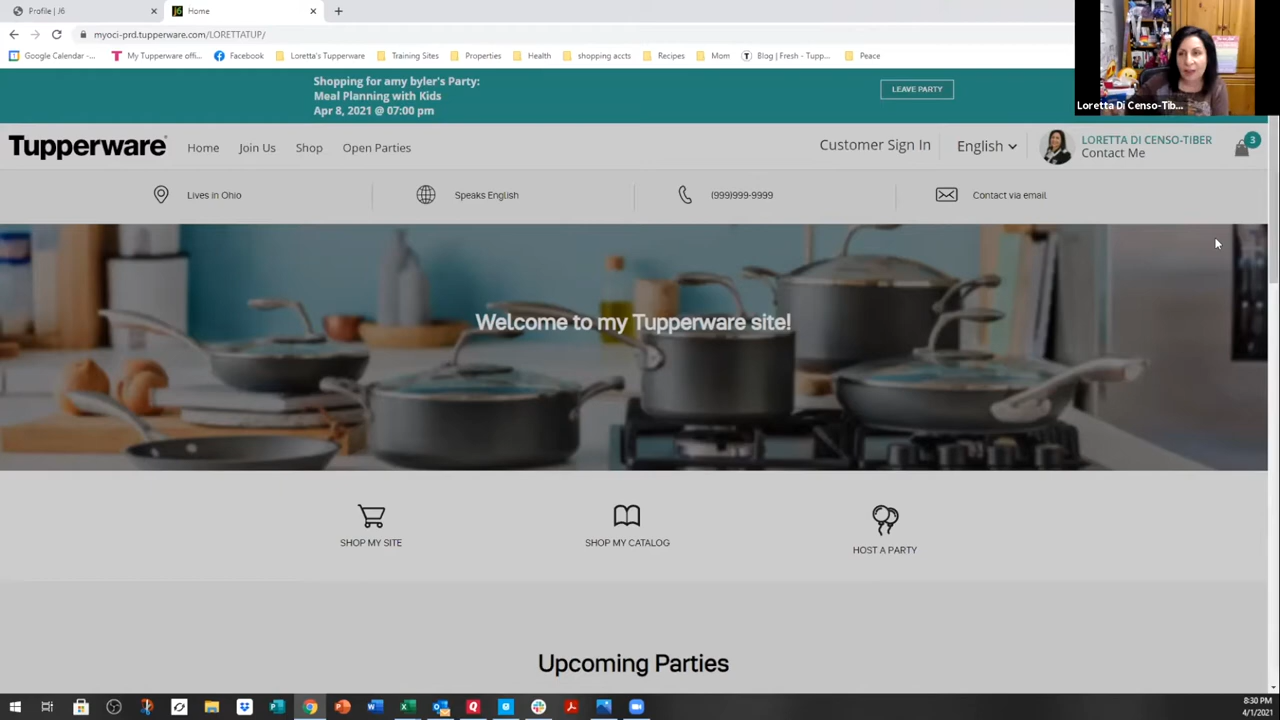 Profile | J6
Home
myoci-prd.tupperware.com/LORETTATUP/
Google Calendar -...
My Tupperware offi...
Facebook
Loretta's Tupperware
Training Sites
Properties
Health
shopping accts
Recipes
Mom
Blog | Fresh - Tupp...
Peace
Loretta Di Censo-Tib...
Shopping for amy byler's Party:
Meal Planning with Kids
Apr 8, 2021 @ 07:00 pm
LEAVE PARTY
Tupperware
Home
Join Us
Shop
Open Parties
Customer Sign In
English
LORETTA DI CENSO-TIBER
Contact Me
3
Lives in Ohio
Speaks English
(999)999-9999
Contact via email
Welcome to my Tupperware site!
SHOP MY SITE
SHOP MY CATALOG
HOST A PARTY
Upcoming Parties
8:30 PM
4/1/2021